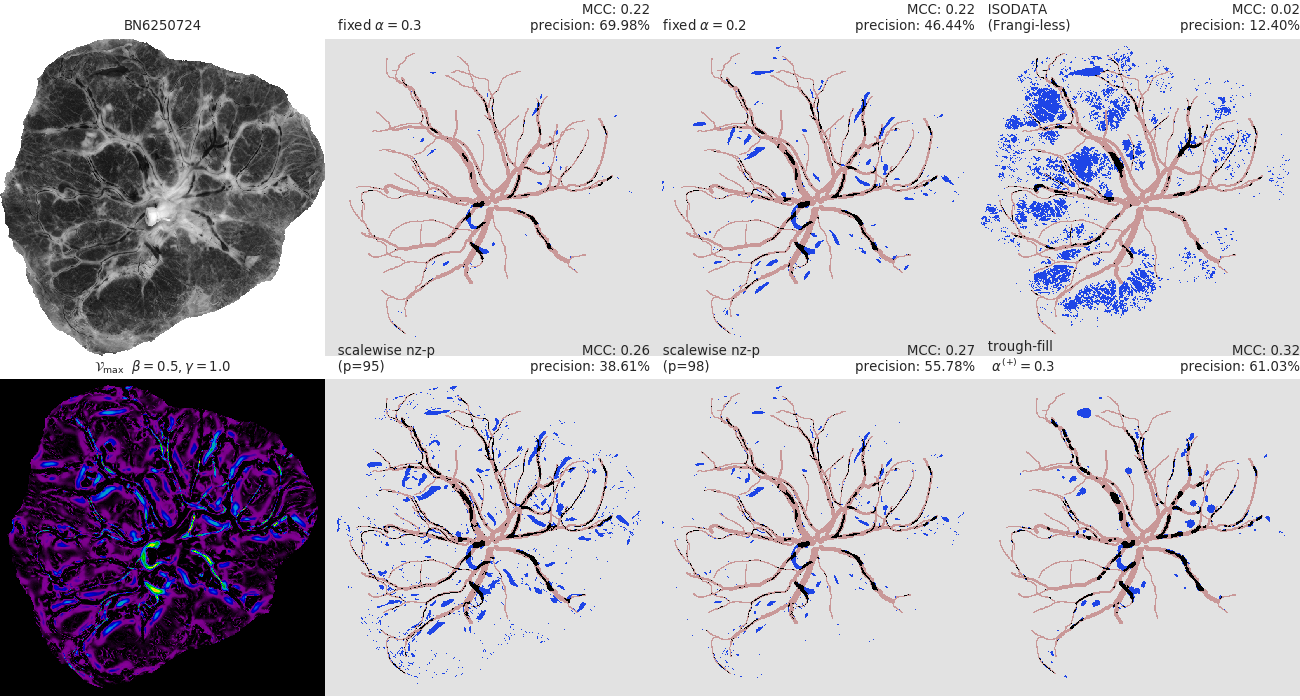 BN6250724
fixed α = 0.3
MCC: 0.22
precision: 69.98%
fixed α = 0.2
MCC: 0.22
precision: 46.44%
ISODATA
(Frangi-less)
MCC: 0.02
precision: 12.40%
𝒱max β = 0.5, γ = 1.0
scalewise nz-p
(p=95)
MCC: 0.26
precision: 38.61%
scalewise nz-p
(p=98)
MCC: 0.27
precision: 55.78%
trough-fill
α(+) = 0.3
MCC: 0.32
precision: 61.03%